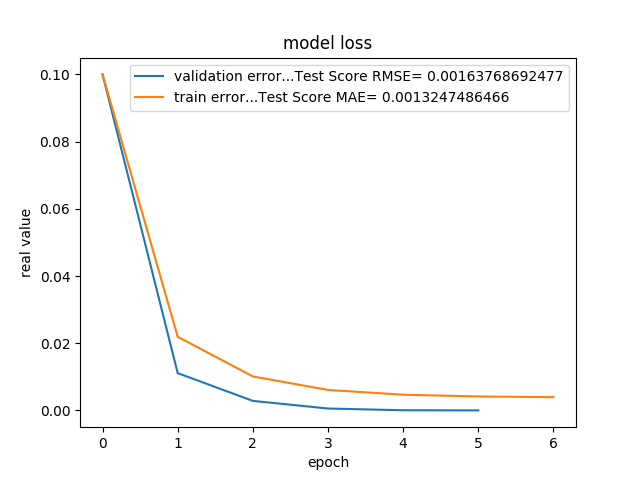 model loss
validation error...Test Score RMSE= 0.00163768692477
train error...Test Score MAE= 0.0013247486466
0.10
0.08
0.06
0.04
0.02
0.00
real value
0 1 2 3 4 5 6
epoch